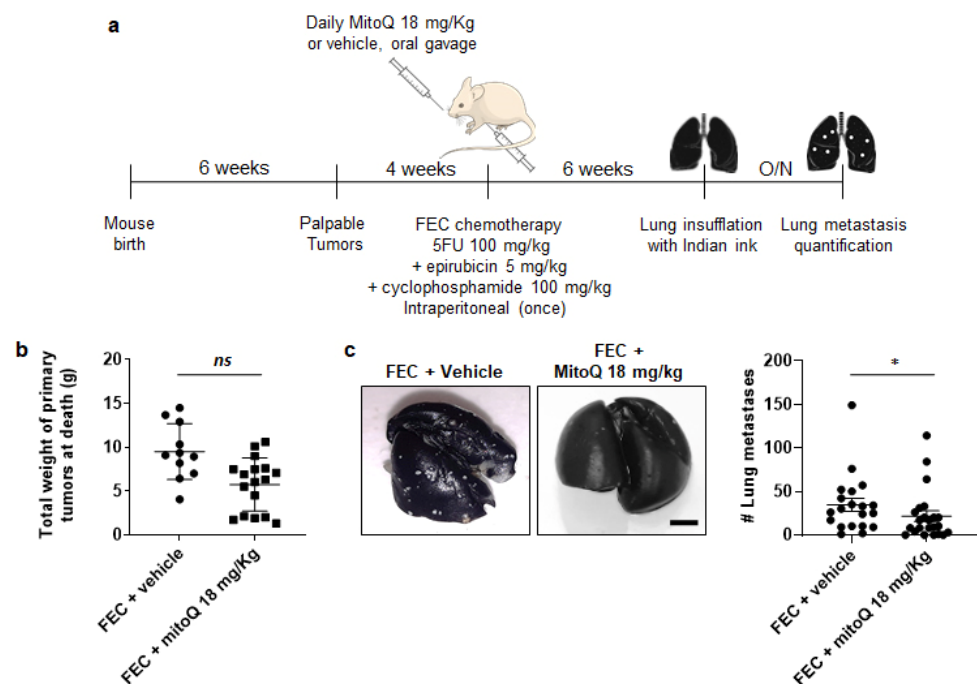 a
Daily MitoQ 18 mg/Kg
or vehicle, oral gavage
6 weeks
4 weeks
6 weeks
O/N
Mouse
birth
Palpable
Tumors
FEC chemotherapy
5FU 100 mg/kg
+ epirubicin 5 mg/kg
+ cyclophosphamide 100 mg/kg
Intraperitoneal (once)
Lung insufflation
with Indian ink
Lung metastasis
quantification
b
Total weight of primary
tumors at death (g)
20
15
10
5
0
ns
FEC + vehicle
FEC + mitoQ 18 mg/Kg
c
FEC + Vehicle
FEC +
MitoQ 18 mg/kg
# Lung metastases
200
150
100
50
0
*
FEC + vehicle
FEC + mitoQ 18 mg/Kg